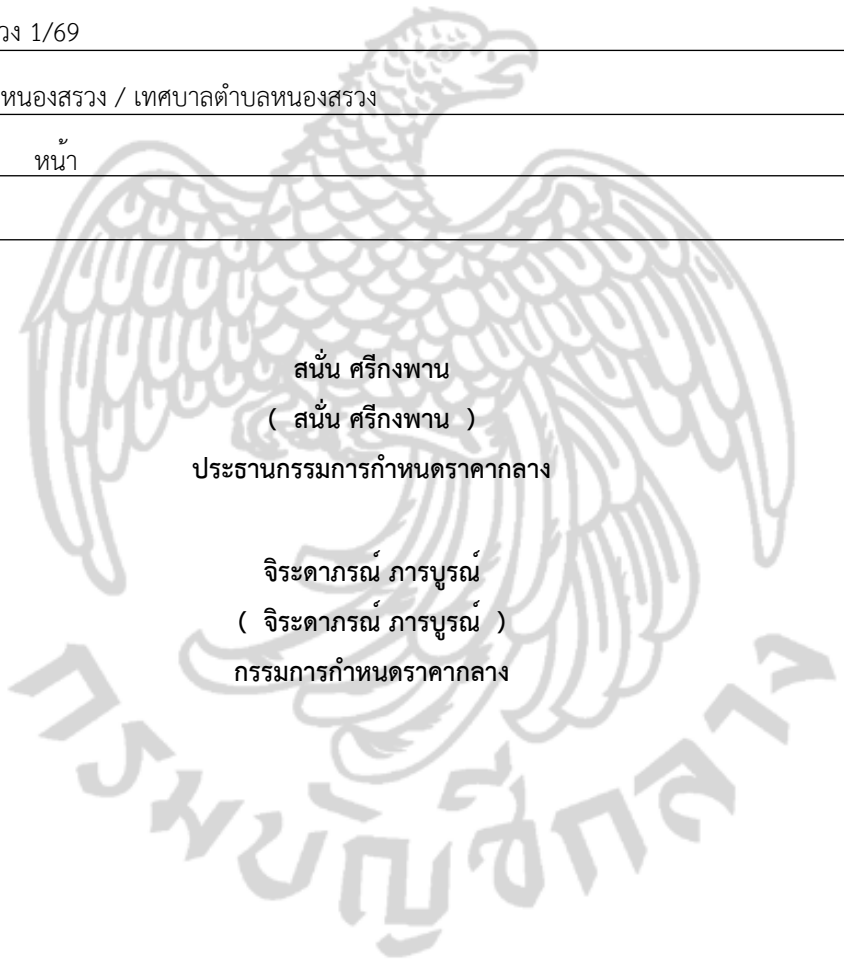 วง 1/69
หนองสรวง / เทศบาลตำบลหนองสรวง
หน้า
สนั่น ศรีกงพาน
( สนั่น ศรีกงพาน )
ประธานกรรมการกำหนดราคากลาง
จิระดาภรณ์ ภารบูรณ์
( จิระดาภรณ์ ภารบูรณ์ )
กรรมการกำหนดราคากลาง
กรมบัญชีกลาง